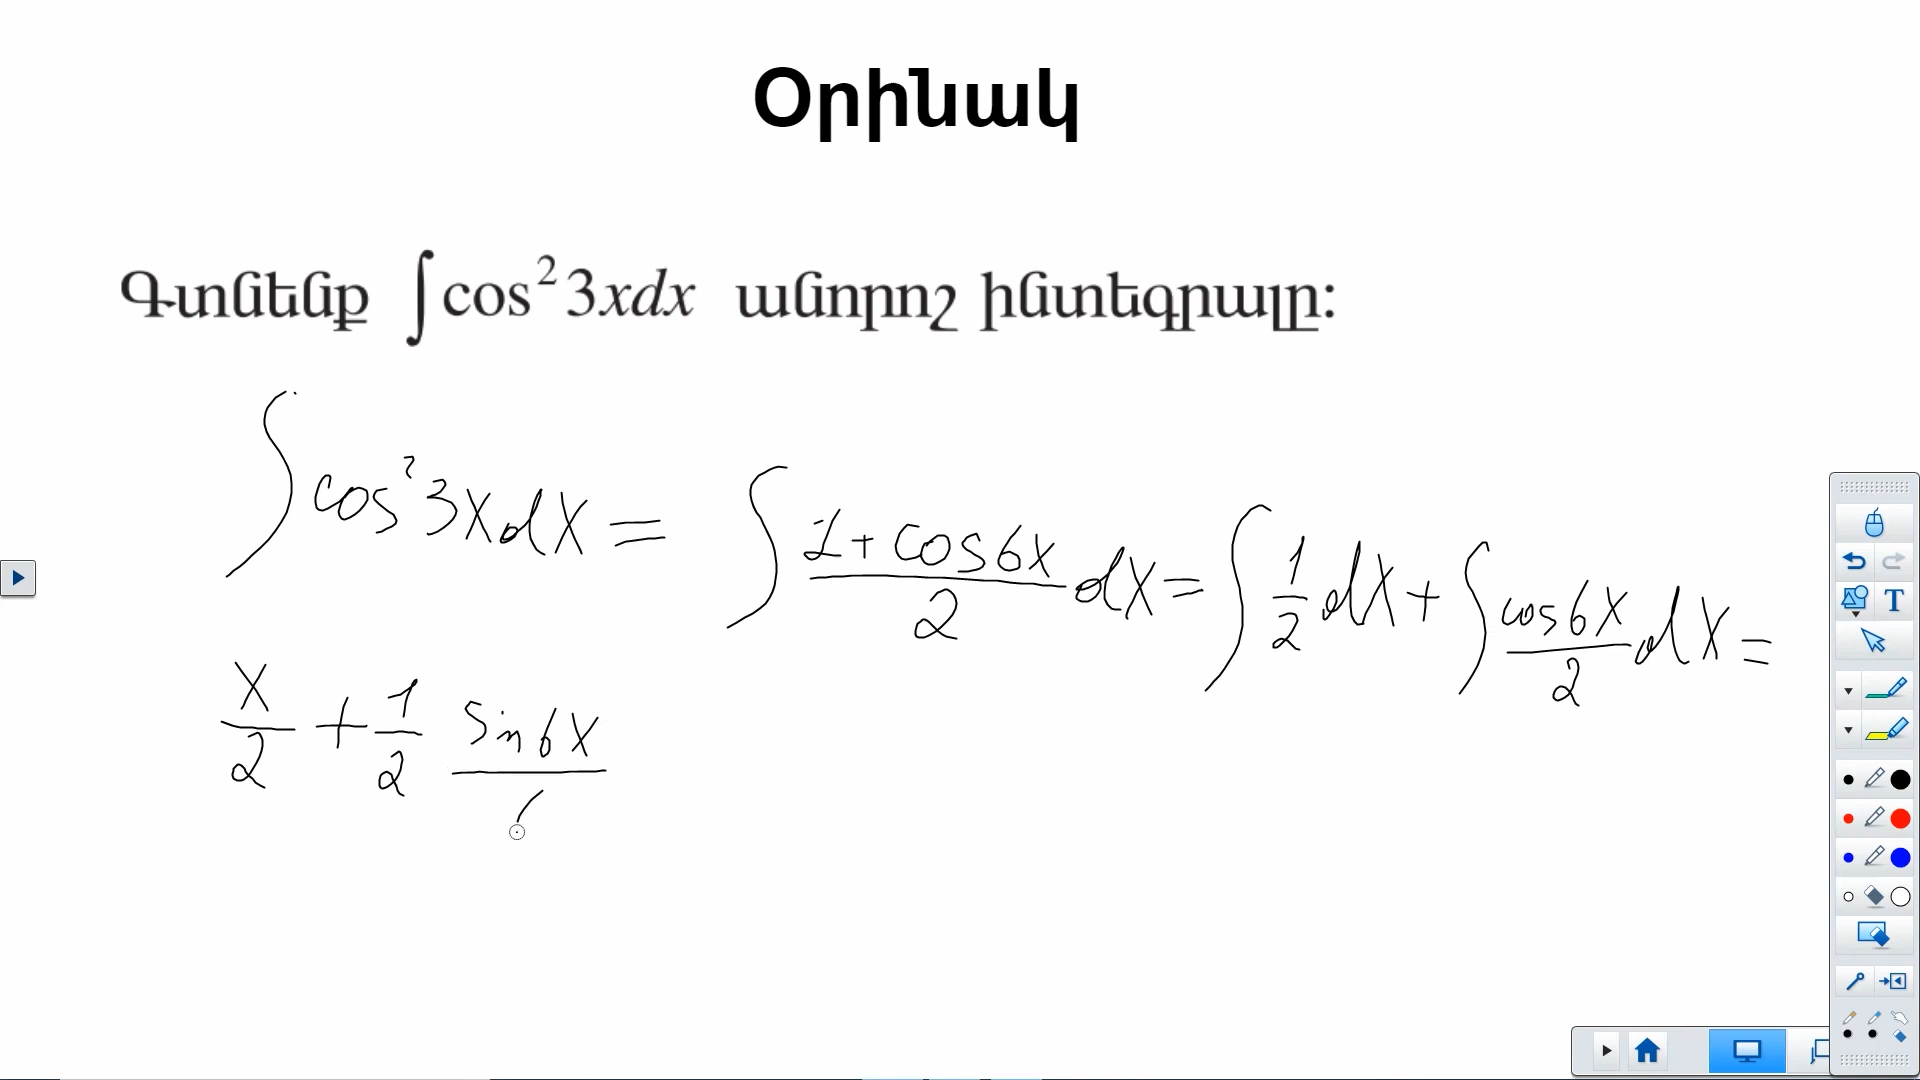 Օրինակ
Գտնենք ∫cos²3xdx անորոշ ինտեգրալը:
∫cos²3xdx = ∫(1+cos6x)/2 dx = ∫1/2 dx + ∫cos6x/2 dx =
x/2 + 1/2 sin6x/
T